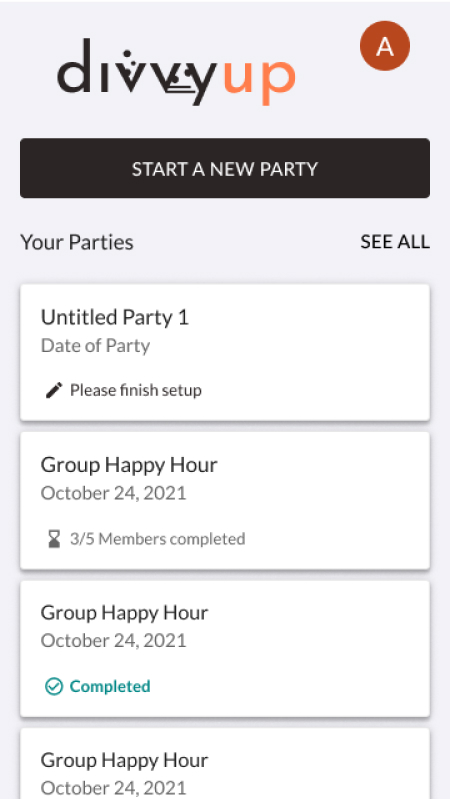 divvyup
A
START A NEW PARTY
Your Parties
SEE ALL
Untitled Party 1
Date of Party
Please finish setup
Group Happy Hour
October 24, 2021
3/5 Members completed
Group Happy Hour
October 24, 2021
Completed
Group Happy Hour
October 24, 2021